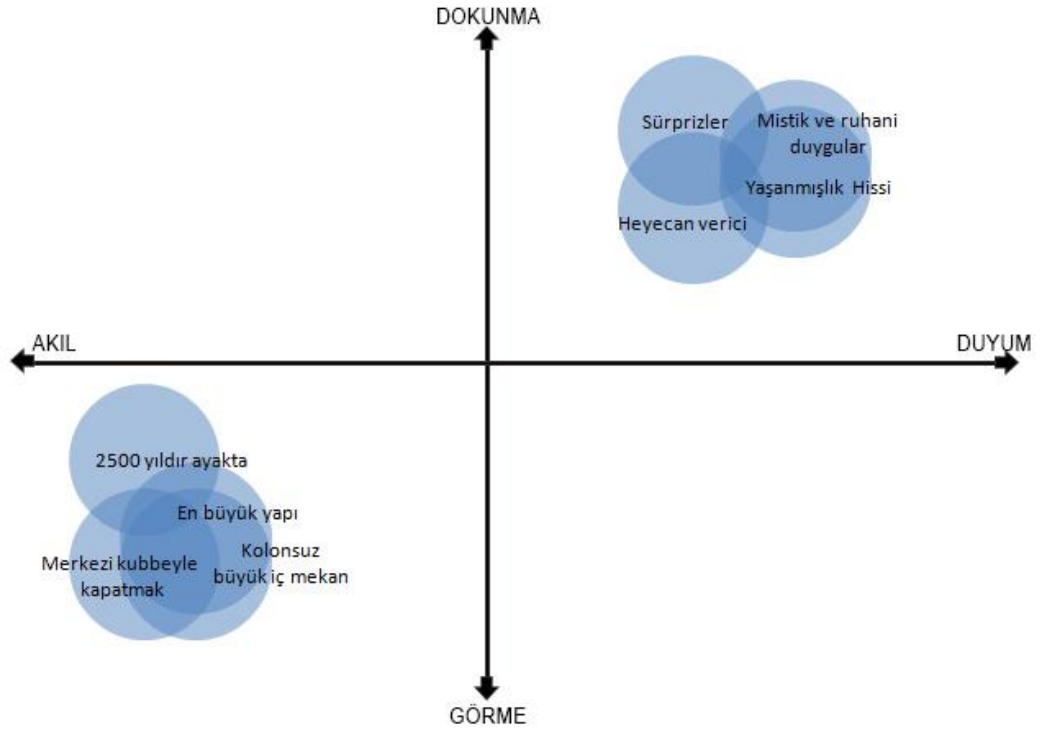 DOKUNMA
Sürprizler
Mistik ve ruhani
duygular
Yaşanmışlık Hissi
Heyecan verici
AKIL
DUYUM
2500 yıldır ayakta
En büyük yapı
Merkezi kubbeyle
kapatmak
Kolonsuz
büyük iç mekan
GÖRME